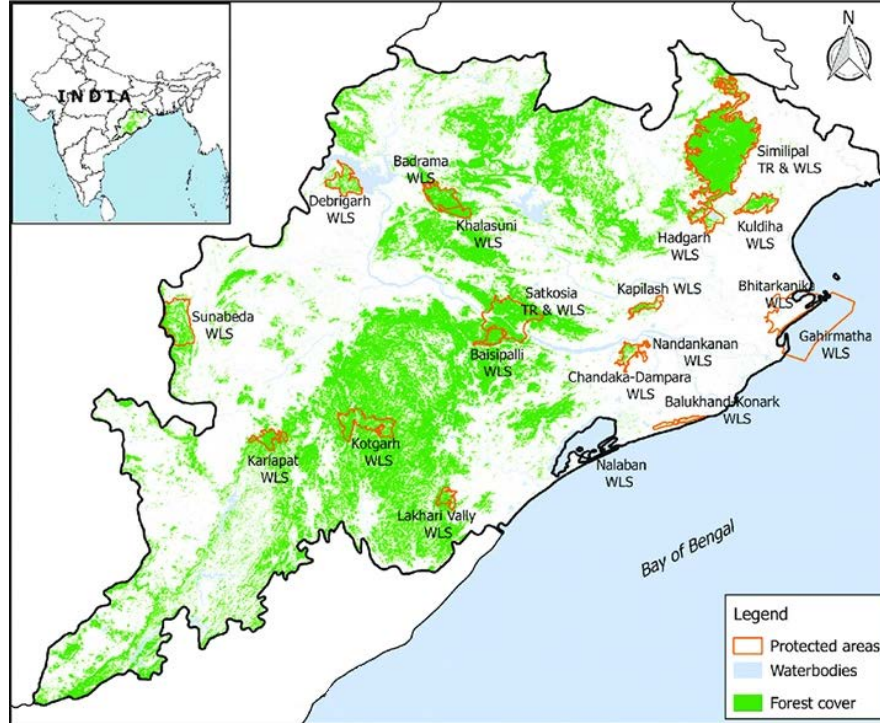 INDIA
N
Badrama
WLS
Debrigarh
WLS
Khalasuni
WLS
Similipal
TR & WLS
Hadgarh
WLS
Kuldiha
WLS
Sunabeda
WLS
Satkosia
TR & WLS
Kapilash WLS
Bhitarkanika
WLS
Gahirmatha
WLS
Baisipalli
WLS
Nandankanan
WLS
Chandaka-Dampara
WLS
Balukhand-Konark
WLS
Karlapat
WLS
Kotgarh
WLS
Nalaban
WLS
Lakhari Vally
WLS
Bay of Bengal
Legend
Protected areas
Waterbodies
Forest cover